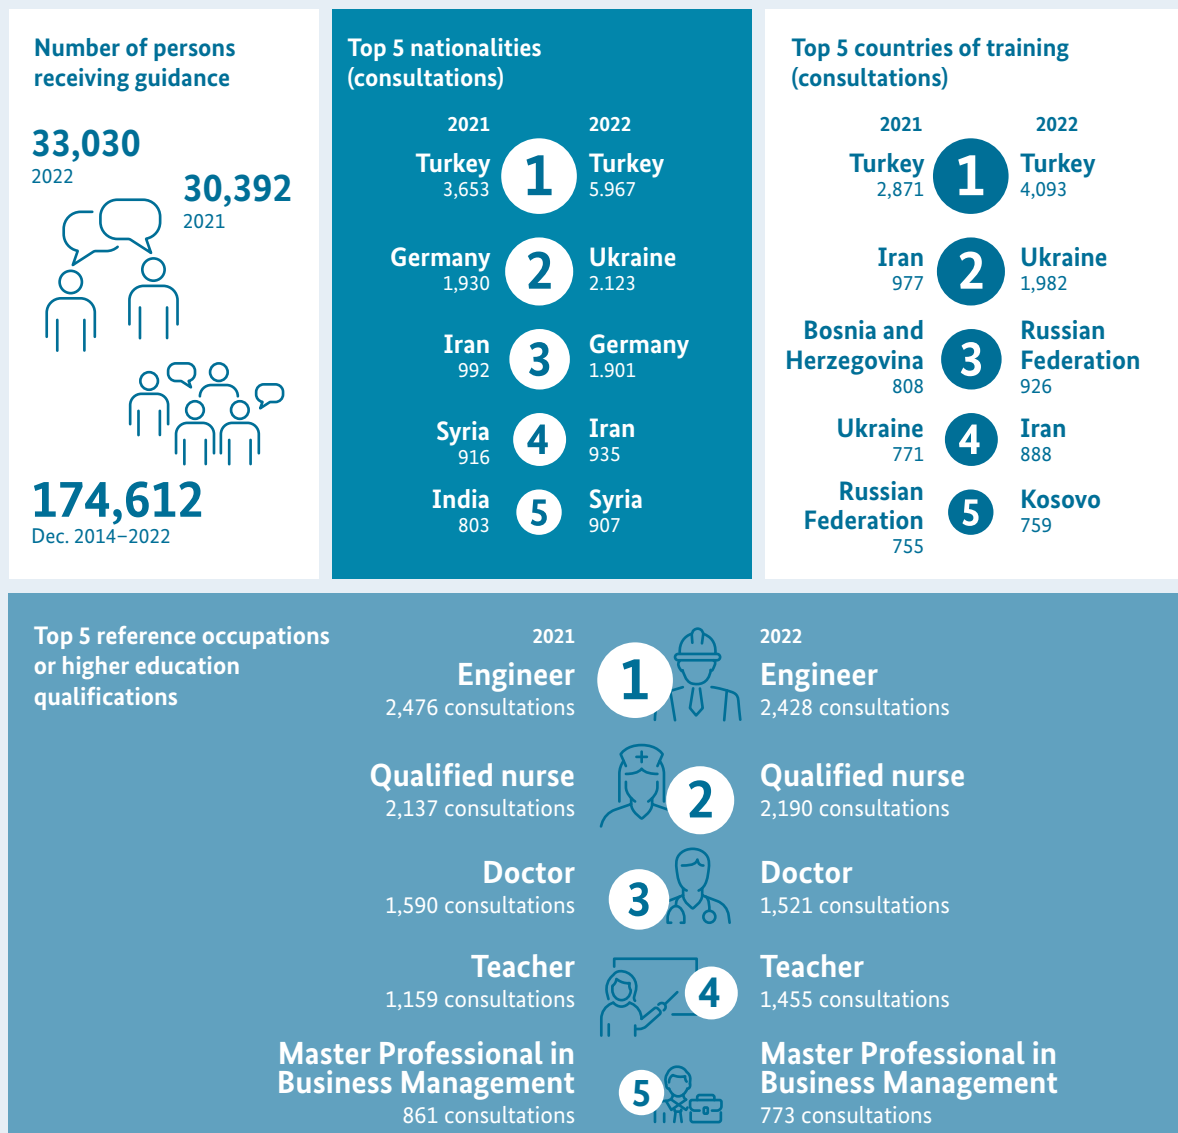 Number of persons
receiving guidance
33,030
2022
30,392
2021
174,612
Dec. 2014–2022
Top 5 nationalities
(consultations)
2021
2022
Turkey
3,653
1
Turkey
5.967
Germany
1,930
2
Ukraine
2.123
Iran
992
3
Germany
1.901
Syria
916
4
Iran
935
India
803
5
Syria
907
Top 5 countries of training
(consultations)
2021
2022
Turkey
2,871
1
Turkey
4,093
Iran
977
2
Ukraine
1,982
Bosnia and
Herzegovina
808
3
Russian
Federation
926
Ukraine
771
4
Iran
888
Russian
Federation
755
5
Kosovo
759
Top 5 reference occupations
or higher education
qualifications
2021
2022
Engineer
2,476 consultations
1
Engineer
2,428 consultations
Qualified nurse
2,137 consultations
2
Qualified nurse
2,190 consultations
Doctor
1,590 consultations
3
Doctor
1,521 consultations
Teacher
1,159 consultations
4
Teacher
1,455 consultations
Master Professional in
Business Management
861 consultations
5
Master Professional in
Business Management
773 consultations